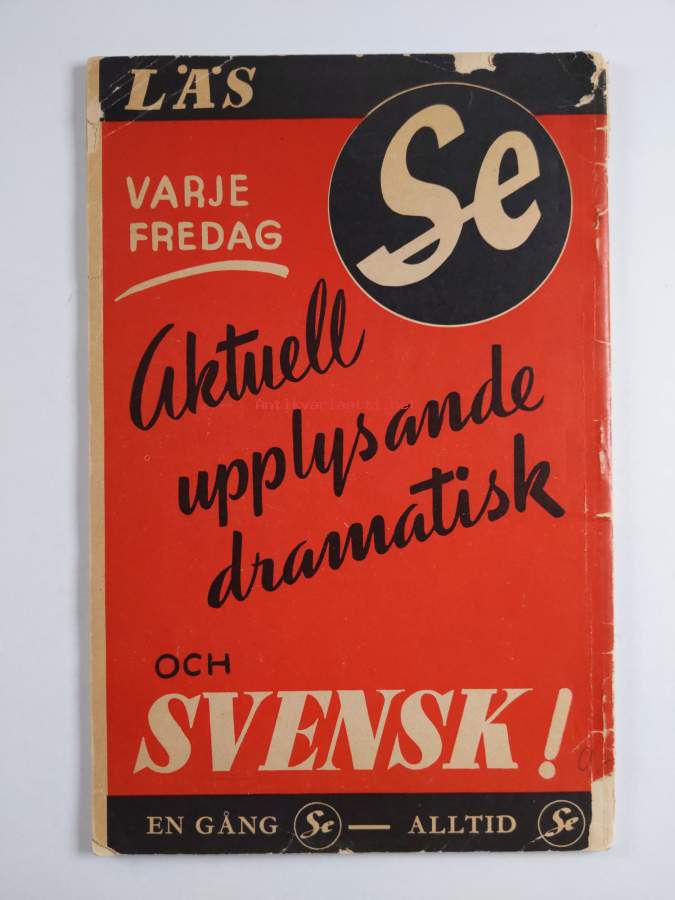 LÄS
Se
VARJE
FREDAG
Aktuell
upplysande
dramatisk
OCH
SVENSK!
EN GÅNG Se — ALLTID Se